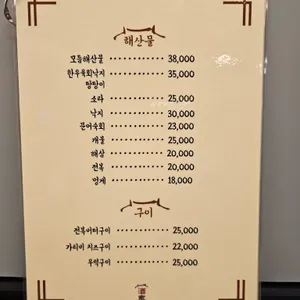 해산물
모듬해산물 38,000
한우육회낙지 35,000
탕탕이
소라 25,000
낙지 30,000
문어숙회 23,000
개불 25,000
해삼 20,000
전복 20,000
멍게 18,000
구이
전복버터구이 25,000
가리비 치즈구이 22,000
우럭구이 25,000